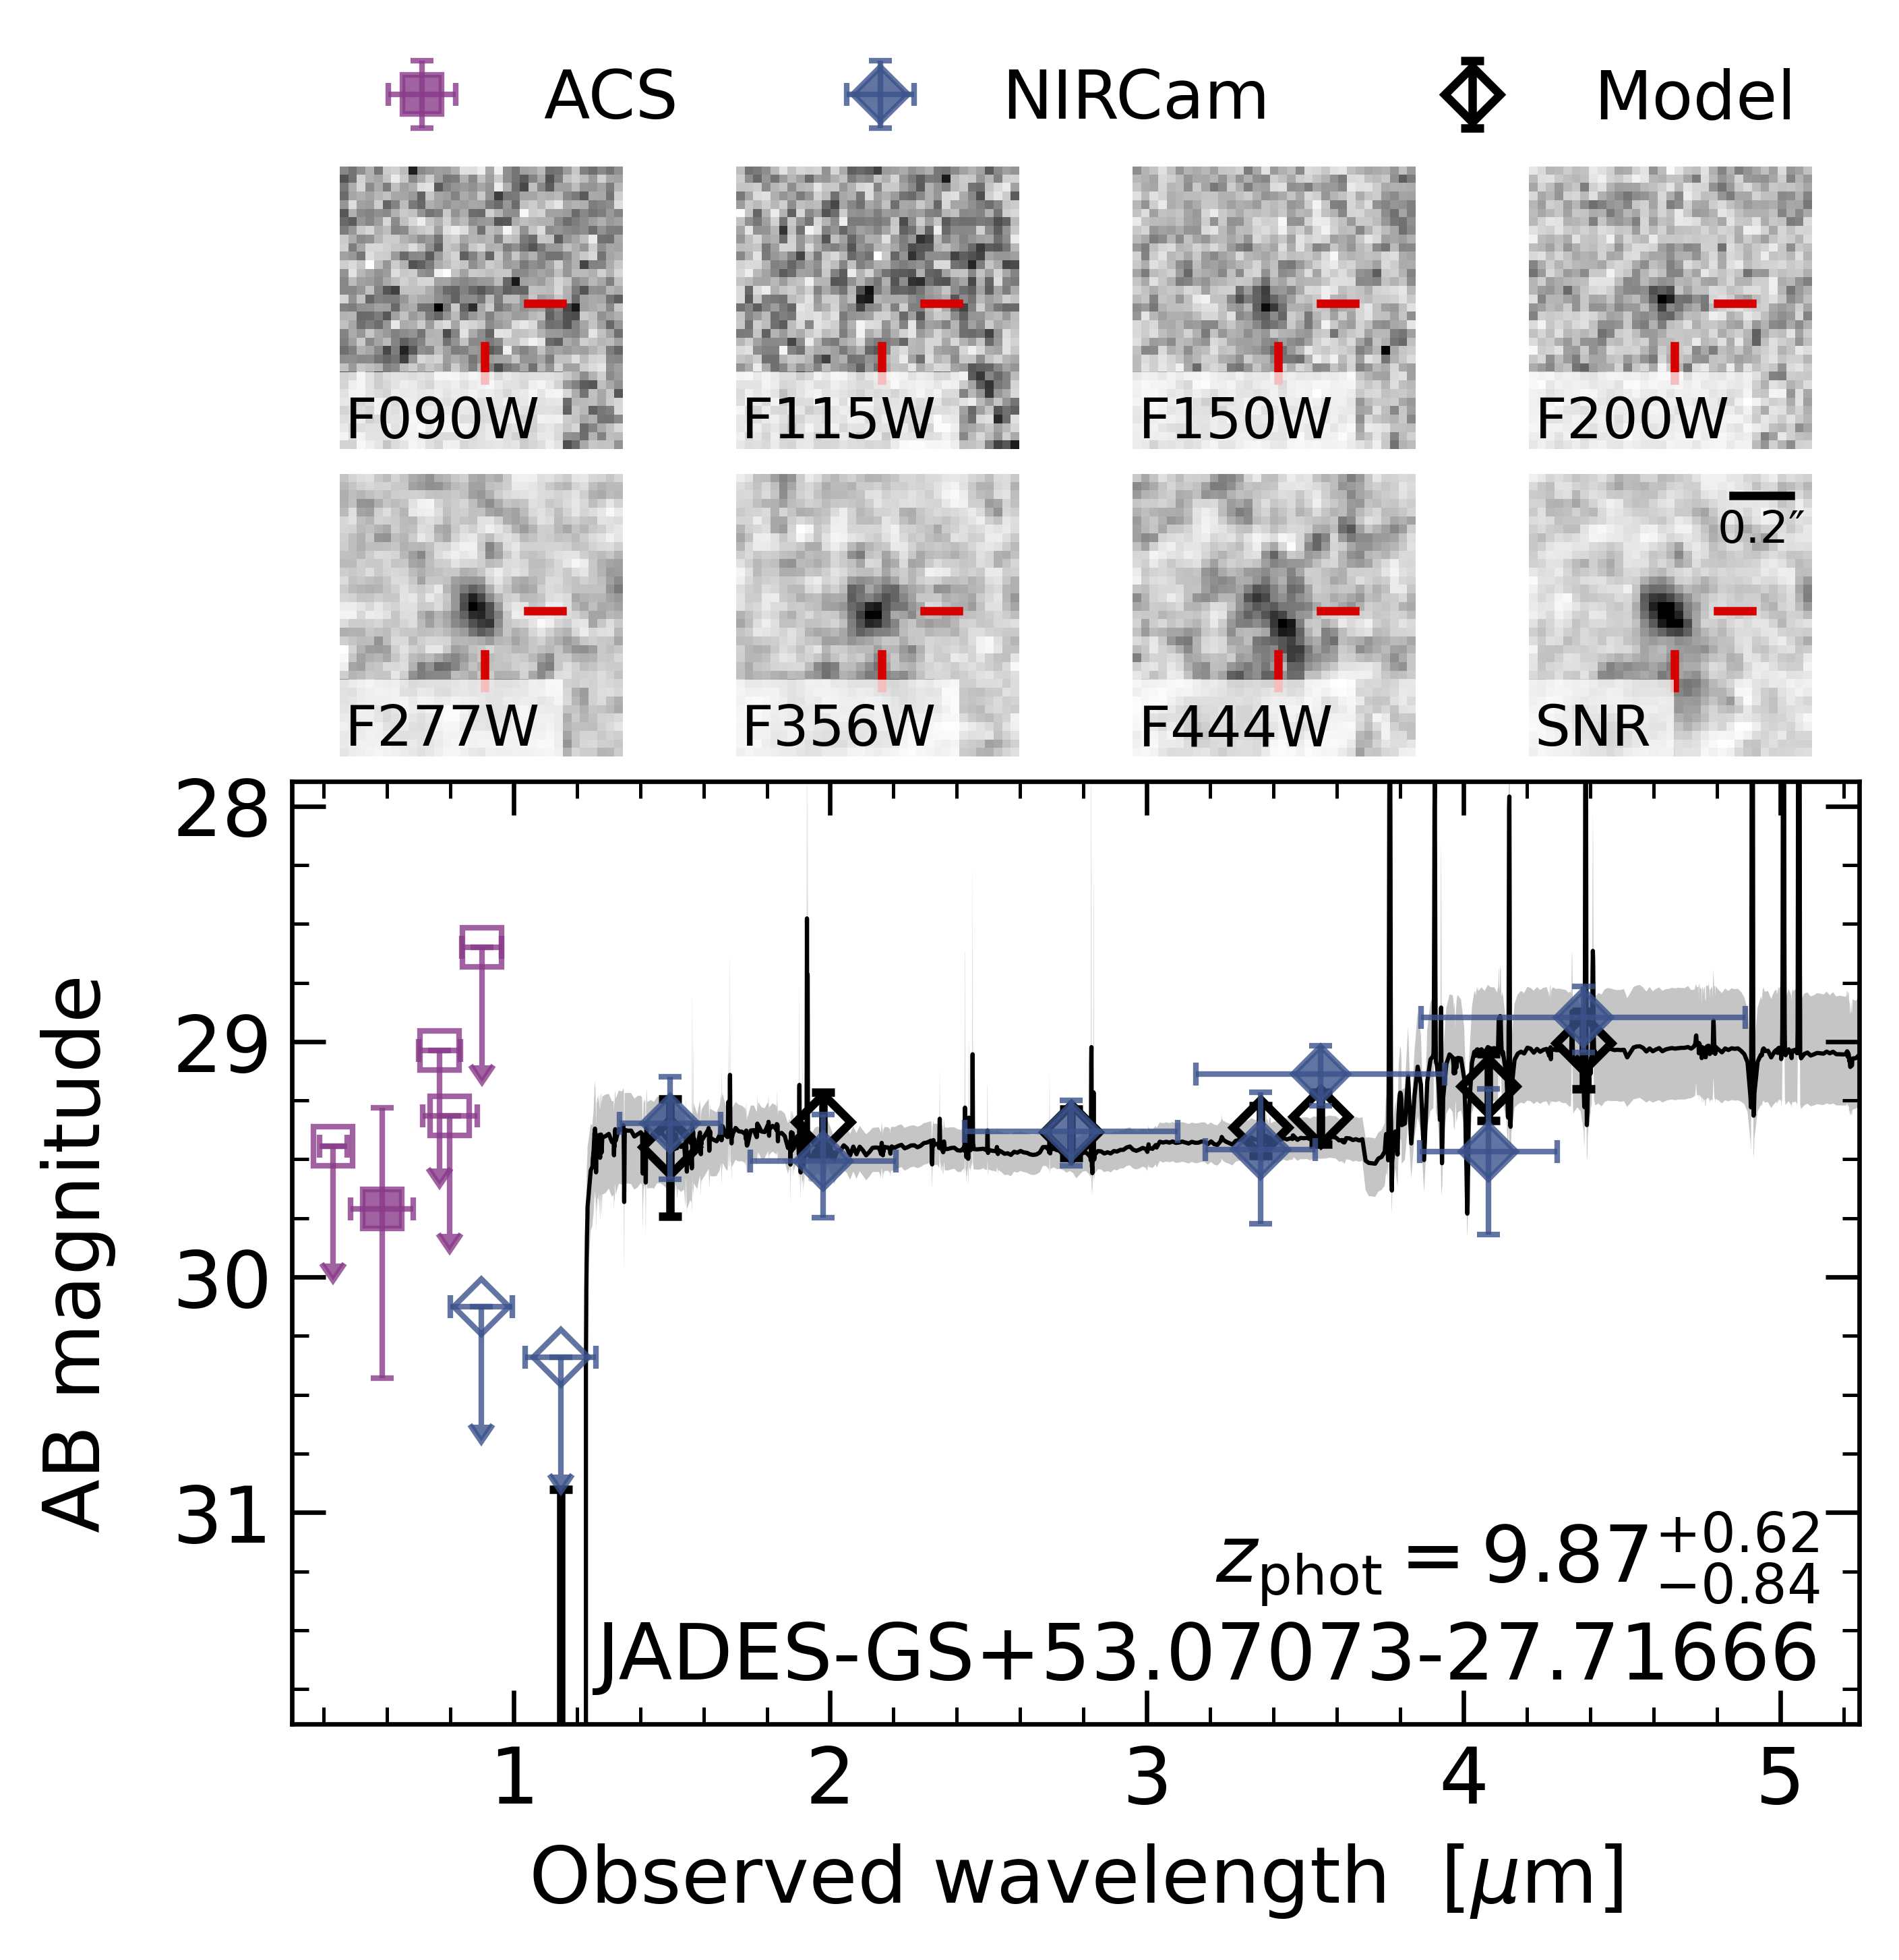 ACS NIRCam Model
F090W F115W F150W F200W
0.2″
F277W F356W F444W SNR
28
29
30
31
AB magnitude
z_phot = 9.87 +0.62 −0.84
JADES-GS+53.07073-27.71666
1 2 3 4 5
Observed wavelength [μm]